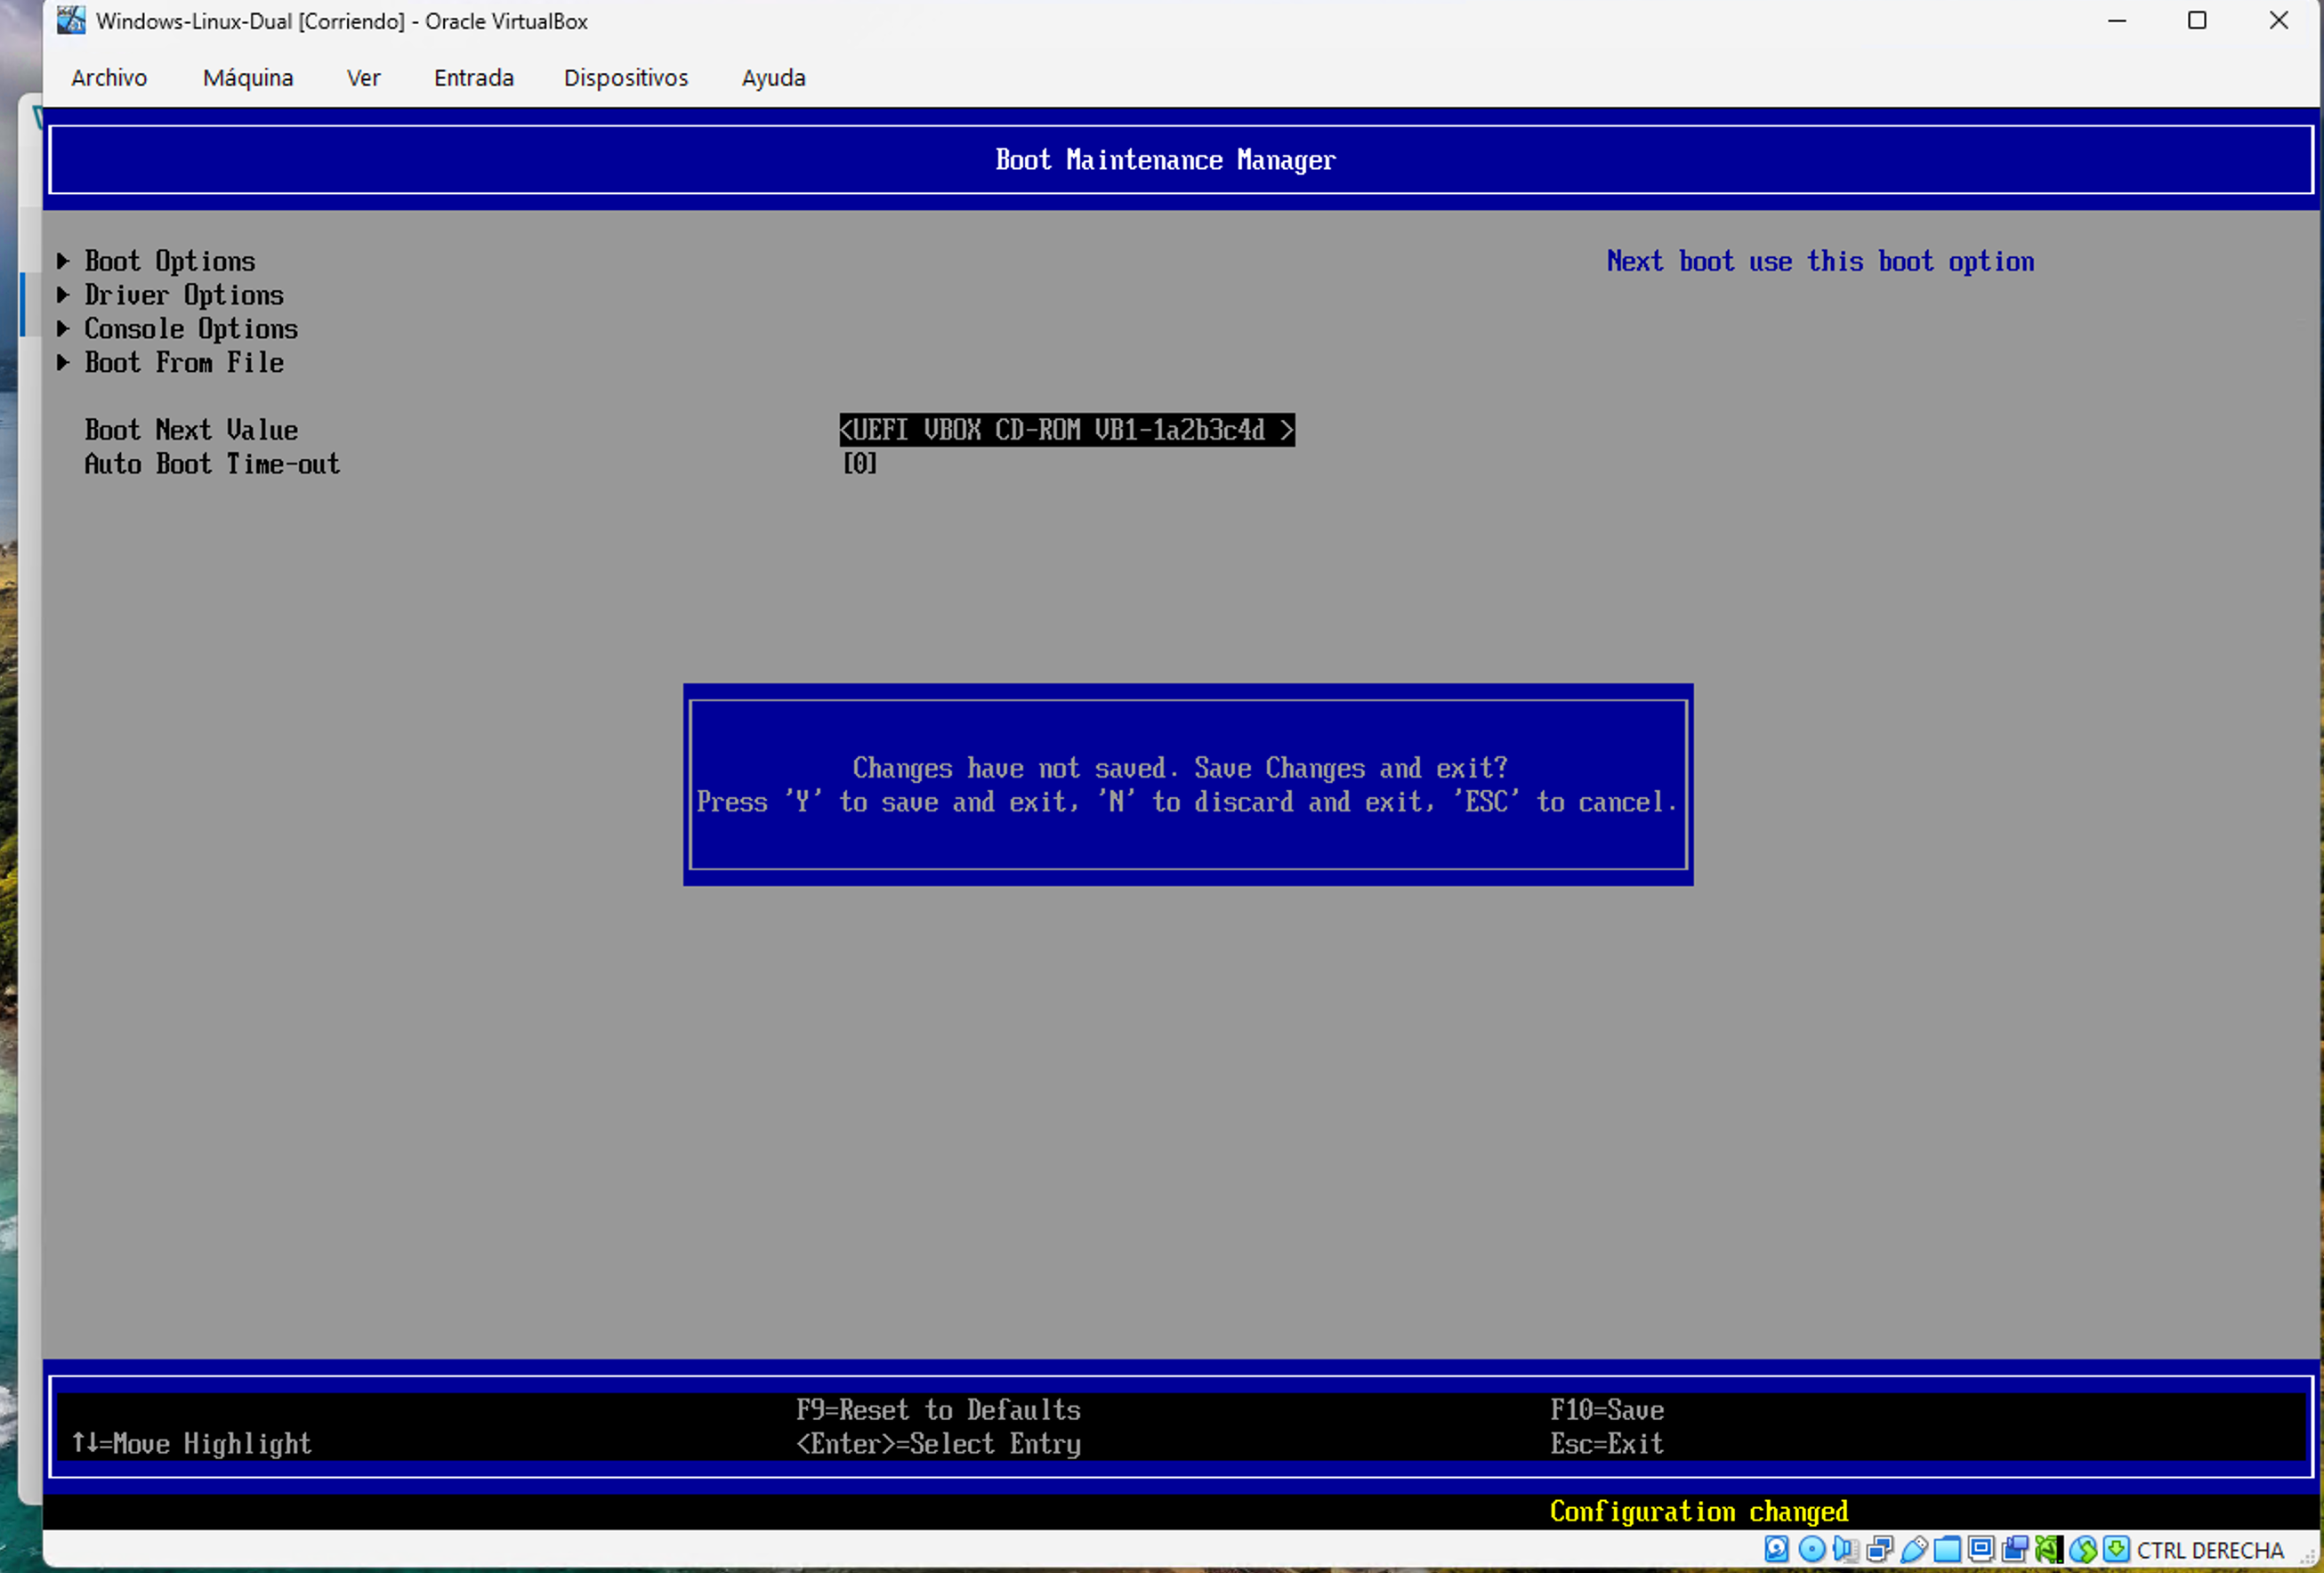 Windows-Linux-Dual [Corriendo] - Oracle VirtualBox
Archivo Máquina Ver Entrada Dispositivos Ayuda
Boot Maintenance Manager
Boot Options
Next boot use this boot option
Driver Options
Console Options
Boot From File
Boot Next Value <UEFI VBOX CD-ROM VB1-1a2b3c4d >
Auto Boot Time-out [0]
Changes have not saved. Save Changes and exit?
Press 'Y' to save and exit, 'N' to discard and exit, 'ESC' to cancel.
F9=Reset to Defaults F10=Save
↑↓=Move Highlight <Enter>=Select Entry Esc=Exit
Configuration changed
CTRL DERECHA